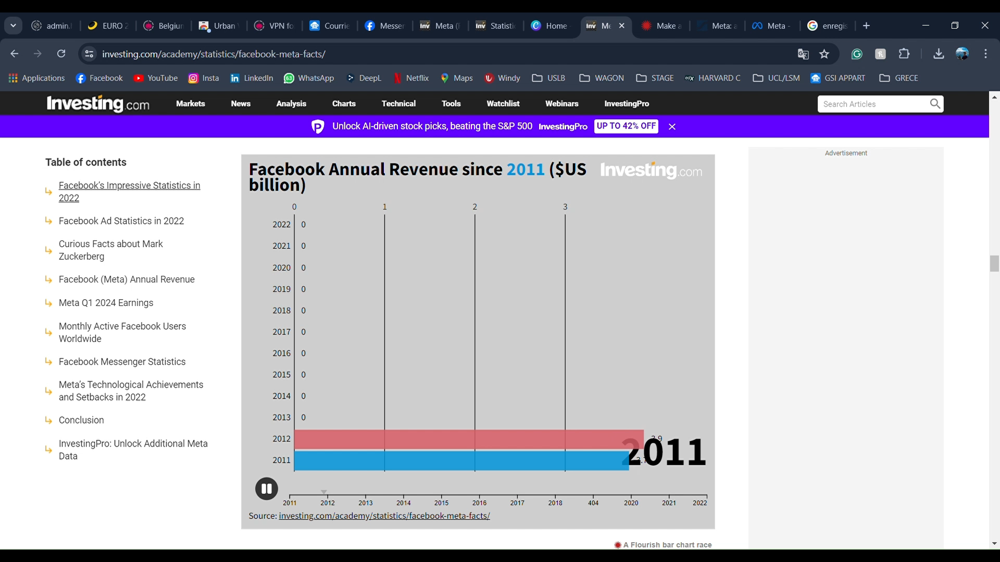 admin.
EURO 2
Belgiun
Urban
VPN fo
Courrie
Messer
Inv Meta (
Inv Statistic
Home -
Inv Me
Make a
Meta: a
Meta -
enregis
investing.com/academy/statistics/facebook-meta-facts/
Applications Facebook YouTube Insta LinkedIn WhatsApp DeepL Netflix Maps Windy USLB WAGON STAGE edX HARVARD C UCL/LSM GSI APPART GRECE
Investing.com Markets News Analysis Charts Technical Tools Watchlist Webinars InvestingPro Search Articles
Unlock AI-driven stock picks, beating the S&P 500 InvestingPro UP TO 42% OFF
Table of contents
Facebook's Impressive Statistics in
2022
Facebook Ad Statistics in 2022
Curious Facts about Mark
Zuckerberg
Facebook (Meta) Annual Revenue
Meta Q1 2024 Earnings
Monthly Active Facebook Users
Worldwide
Facebook Messenger Statistics
Meta's Technological Achievements
and Setbacks in 2022
Conclusion
InvestingPro: Unlock Additional Meta
Data
Facebook Annual Revenue since 2011 ($US
billion)
Investing.com
0 1 2 3
2022 0
2021 0
2020 0
2019 0
2018 0
2017 0
2016 0
2015 0
2014 0
2013 0
2012
2011
2011
2011 2012 2013 2014 2015 2016 2017 2018 404 2020 2021 2022
Source: investing.com/academy/statistics/facebook-meta-facts/
A Flourish bar chart race
Advertisement